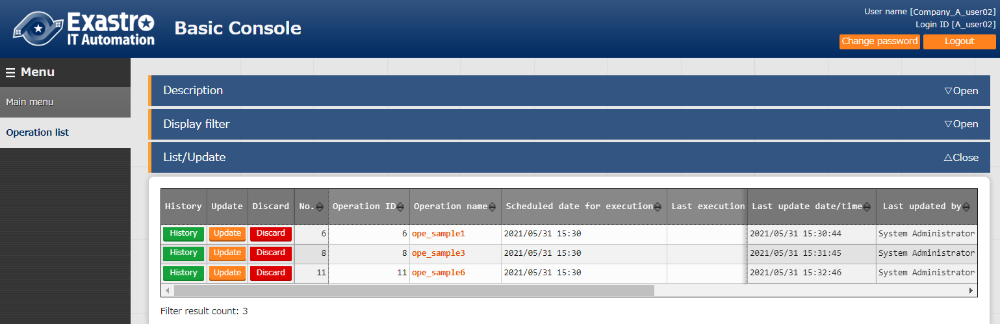 Exastro
IT Automation
Basic Console
User name [Company_A_user02]
Login ID [A_user02]
Change password Logout
Menu
Main menu
Operation list
Description ▽Open
Display filter ▽Open
List/Update △Close
History Update Discard No. Operation ID Operation name Scheduled date for execution Last execution Last update date/time Last updated by
History Update Discard 6 6 ope_sample1 2021/05/31 15:30 2021/05/31 15:30:44 System Administrator
History Update Discard 8 8 ope_sample3 2021/05/31 15:30 2021/05/31 15:31:45 System Administrator
History Update Discard 11 11 ope_sample6 2021/05/31 15:30 2021/05/31 15:32:46 System Administrator
Filter result count: 3